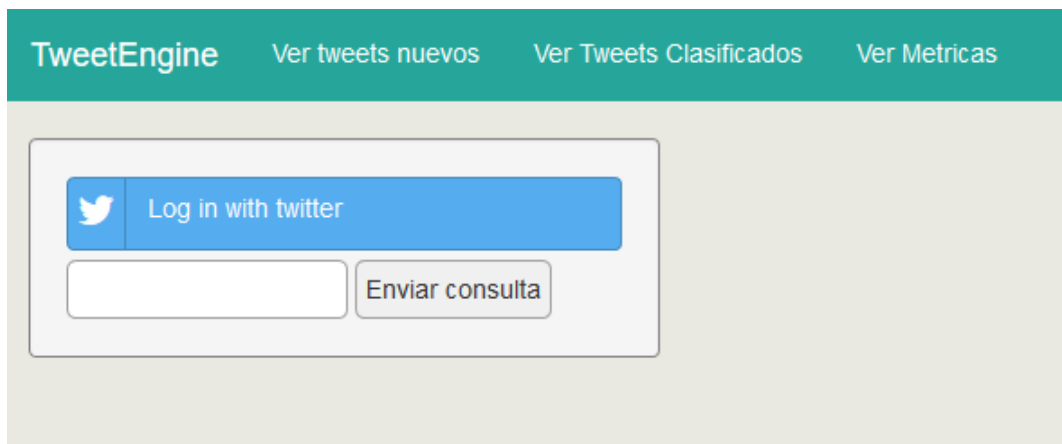 TweetEngine Ver tweets nuevos Ver Tweets Clasificados Ver Metricas
Log in with twitter
Enviar consulta